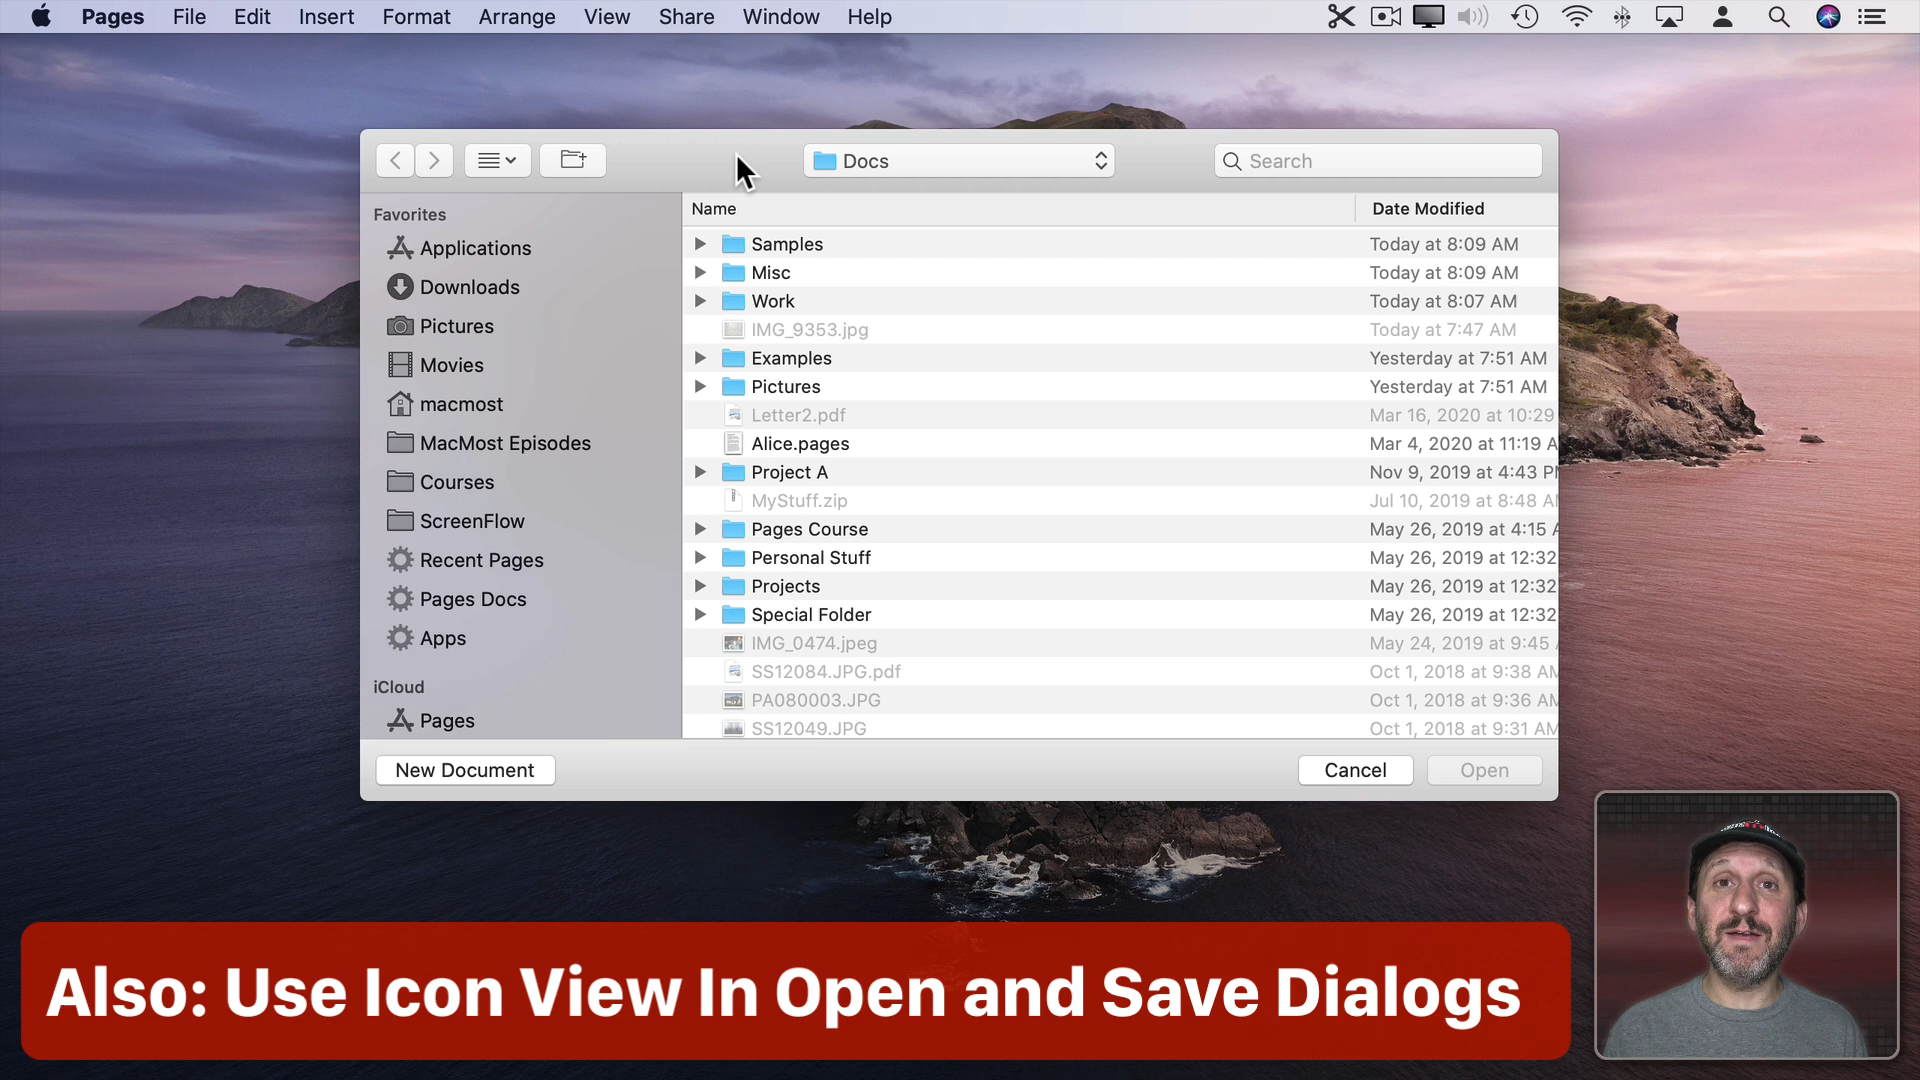 Pages File Edit Insert Format Arrange View Share Window Help
Docs
Search
Favorites
Applications
Downloads
Pictures
Movies
macmost
MacMost Episodes
Courses
ScreenFlow
Recent Pages
Pages Docs
Apps
iCloud
Pages
Name Date Modified
Samples Today at 8:09 AM
Misc Today at 8:09 AM
Work Today at 8:07 AM
IMG_9353.jpg Today at 7:47 AM
Examples Yesterday at 7:51 AM
Pictures Yesterday at 7:51 AM
Letter2.pdf Mar 16, 2020 at 10:29
Alice.pages Mar 4, 2020 at 11:19 A
Project A Nov 9, 2019 at 4:43 PM
MyStuff.zip Jul 10, 2019 at 8:48 AM
Pages Course May 26, 2019 at 4:15 A
Personal Stuff May 26, 2019 at 12:32
Projects May 26, 2019 at 12:32
Special Folder May 26, 2019 at 12:32
IMG_0474.jpeg May 24, 2019 at 9:45 A
SS12084.JPG.pdf Oct 1, 2018 at 9:38 AM
PA080003.JPG Oct 1, 2018 at 9:36 AM
SS12049.JPG Oct 1, 2018 at 9:31 AM
New Document Cancel Open
Also: Use Icon View In Open and Save Dialogs